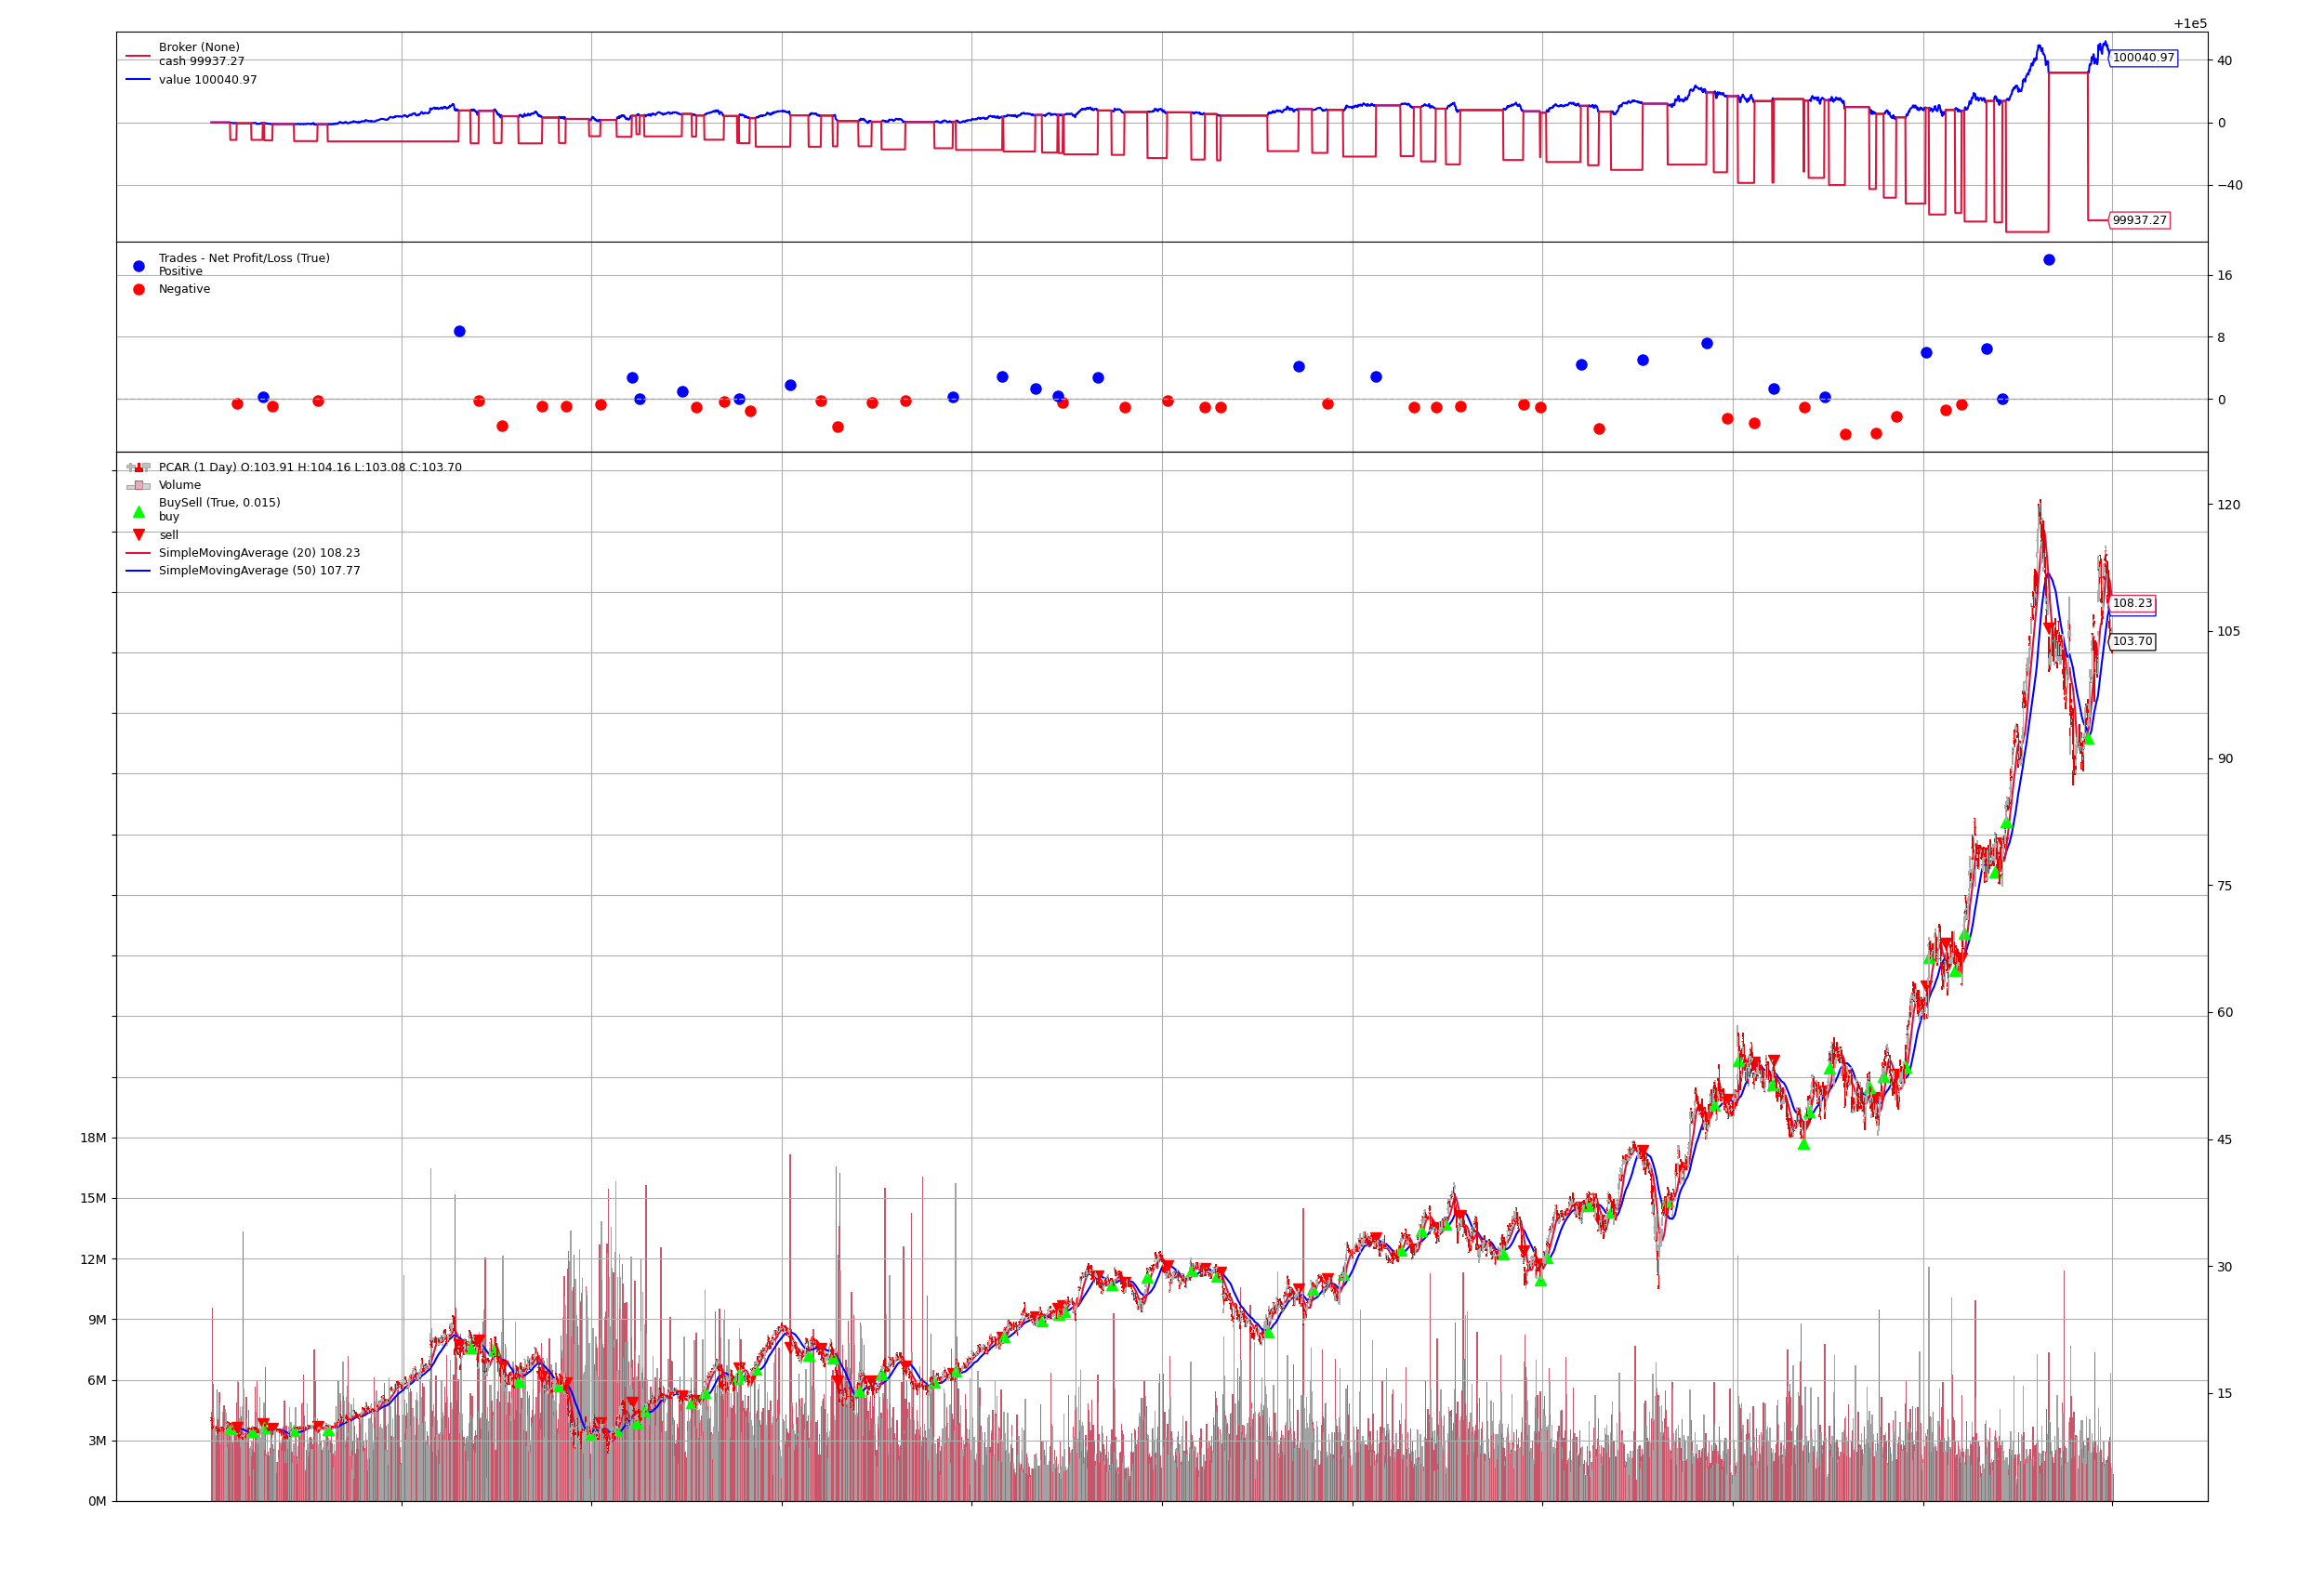 +1e5
Broker (None)
cash 99937.27
value 100040.97
100040.97
40
0
−40
99937.27
Trades - Net Profit/Loss (True)
Positive
Negative
16
8
0
PCAR (1 Day) O:103.91 H:104.16 L:103.08 C:103.70
Volume
BuySell (True, 0.015)
buy
sell
SimpleMovingAverage (20) 108.23
SimpleMovingAverage (50) 107.77
120
108.23
105
103.70
90
75
60
45
30
15
18M
15M
12M
9M
6M
3M
0M